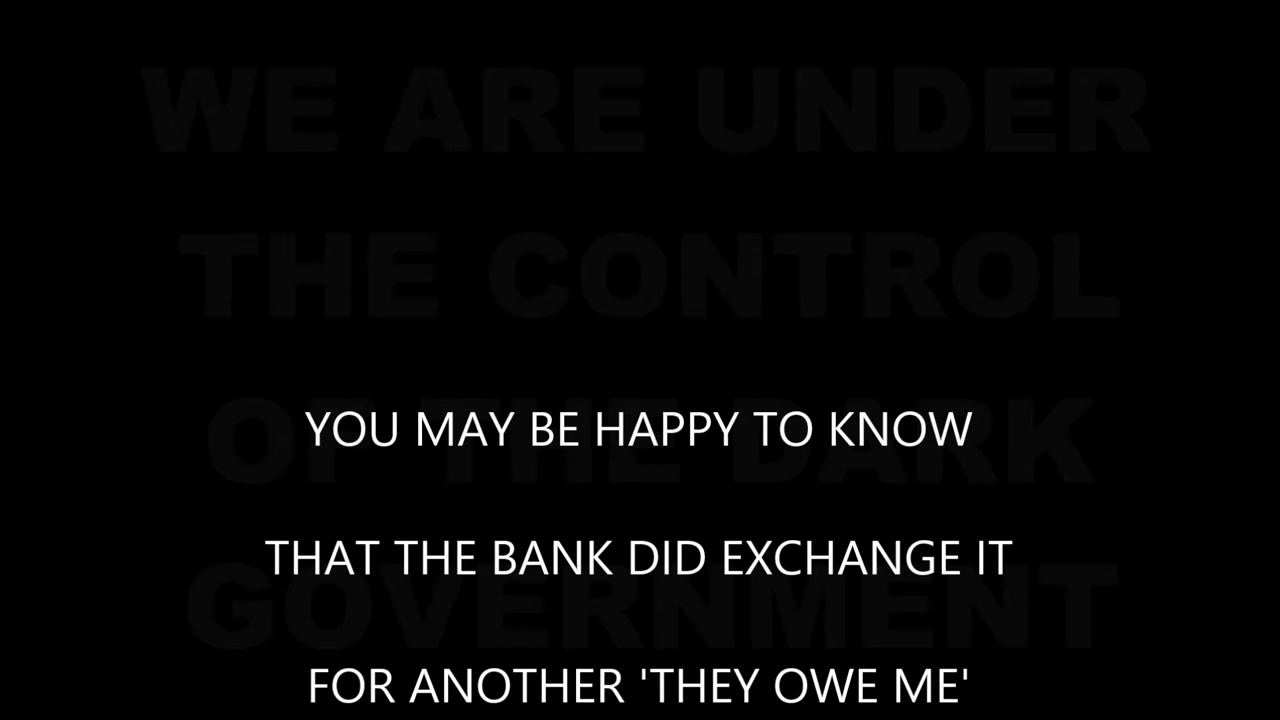 WE ARE UNDER
THE CONTROL
OF THE DARK
GOVERNMENT
YOU MAY BE HAPPY TO KNOW
THAT THE BANK DID EXCHANGE IT
FOR ANOTHER 'THEY OWE ME'